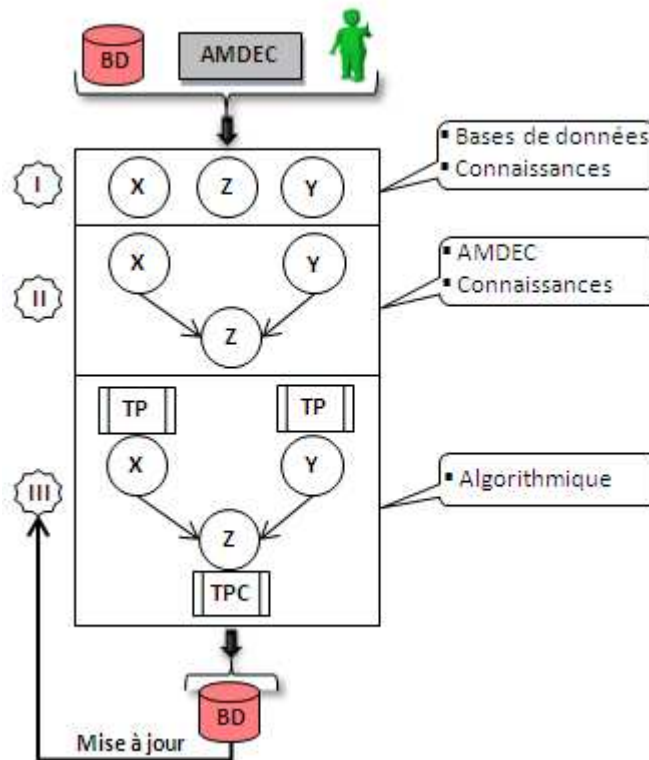 BD
AMDEC
I
X
Z
Y
▪ Bases de données
▪ Connaissances
II
X
Y
Z
▪ AMDEC
▪ Connaissances
III
TP
TP
X
Y
Z
TPC
▪ Algorithmique
BD
Mise à jour